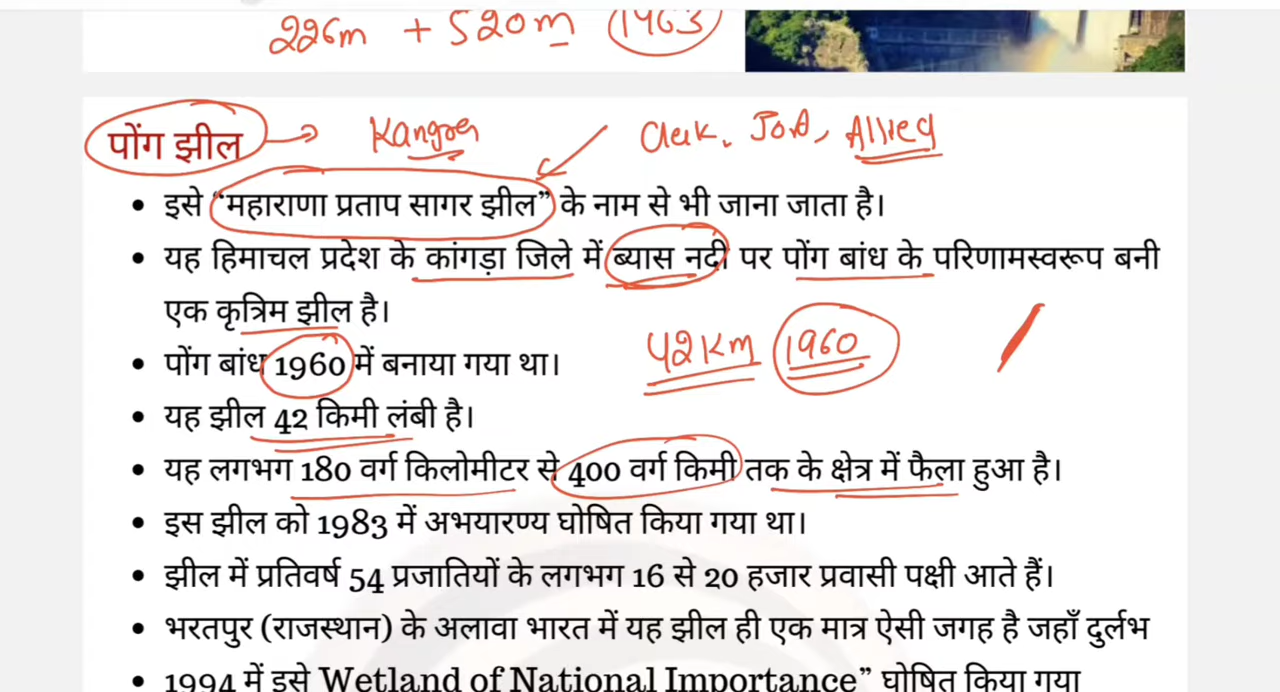 226m + 520m 1963
पोंग झील → Kangra Clerk, JOA, Allied
• इसे “महाराणा प्रताप सागर झील” के नाम से भी जाना जाता है।
• यह हिमाचल प्रदेश के कांगड़ा जिले में ब्यास नदी पर पोंग बांध के परिणामस्वरूप बनी
एक कृत्रिम झील है।
42Km 1960
• पोंग बांध 1960 में बनाया गया था।
• यह झील 42 किमी लंबी है।
• यह लगभग 180 वर्ग किलोमीटर से 400 वर्ग किमी तक के क्षेत्र में फैला हुआ है।
• इस झील को 1983 में अभयारण्य घोषित किया गया था।
• झील में प्रतिवर्ष 54 प्रजातियों के लगभग 16 से 20 हजार प्रवासी पक्षी आते हैं।
• भरतपुर (राजस्थान) के अलावा भारत में यह झील ही एक मात्र ऐसी जगह है जहाँ दुर्लभ
• 1994 में इसे Wetland of National Importance” घोषित किया गया